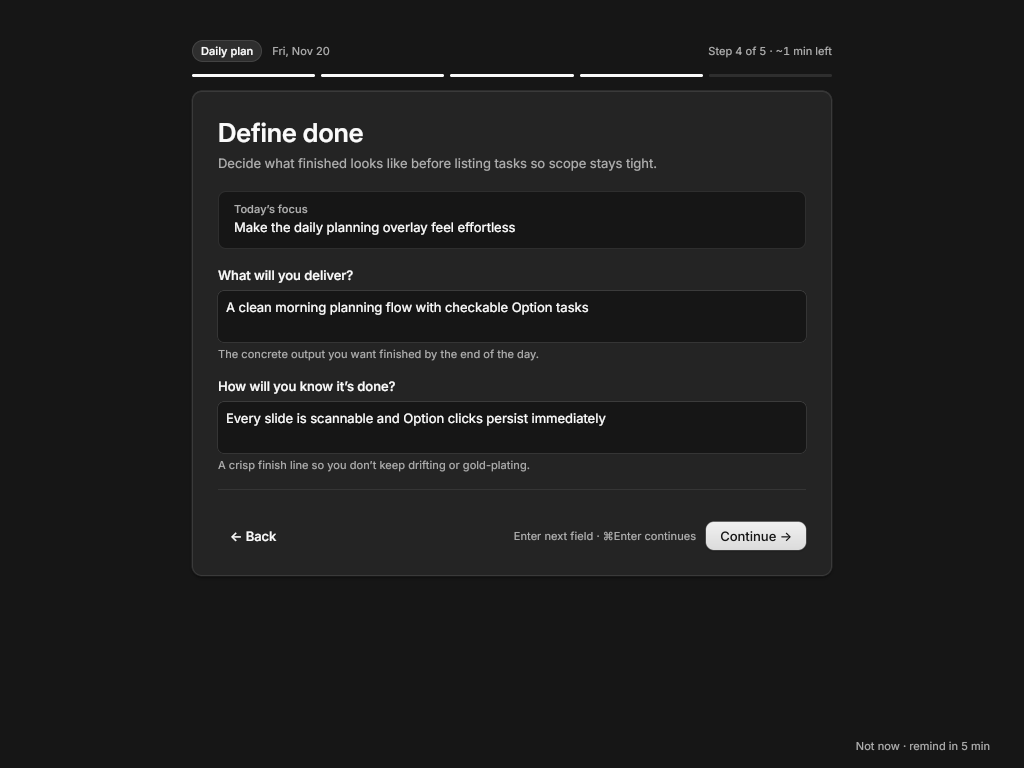 Daily plan
Fri, Nov 20
Step 4 of 5 · ~1 min left
Define done
Decide what finished looks like before listing tasks so scope stays tight.
Today’s focus
Make the daily planning overlay feel effortless
What will you deliver?
A clean morning planning flow with checkable Option tasks
The concrete output you want finished by the end of the day.
How will you know it’s done?
Every slide is scannable and Option clicks persist immediately
A crisp finish line so you don’t keep drifting or gold-plating.
← Back
Enter next field · ⌘Enter continues
Continue →
Not now · remind in 5 min